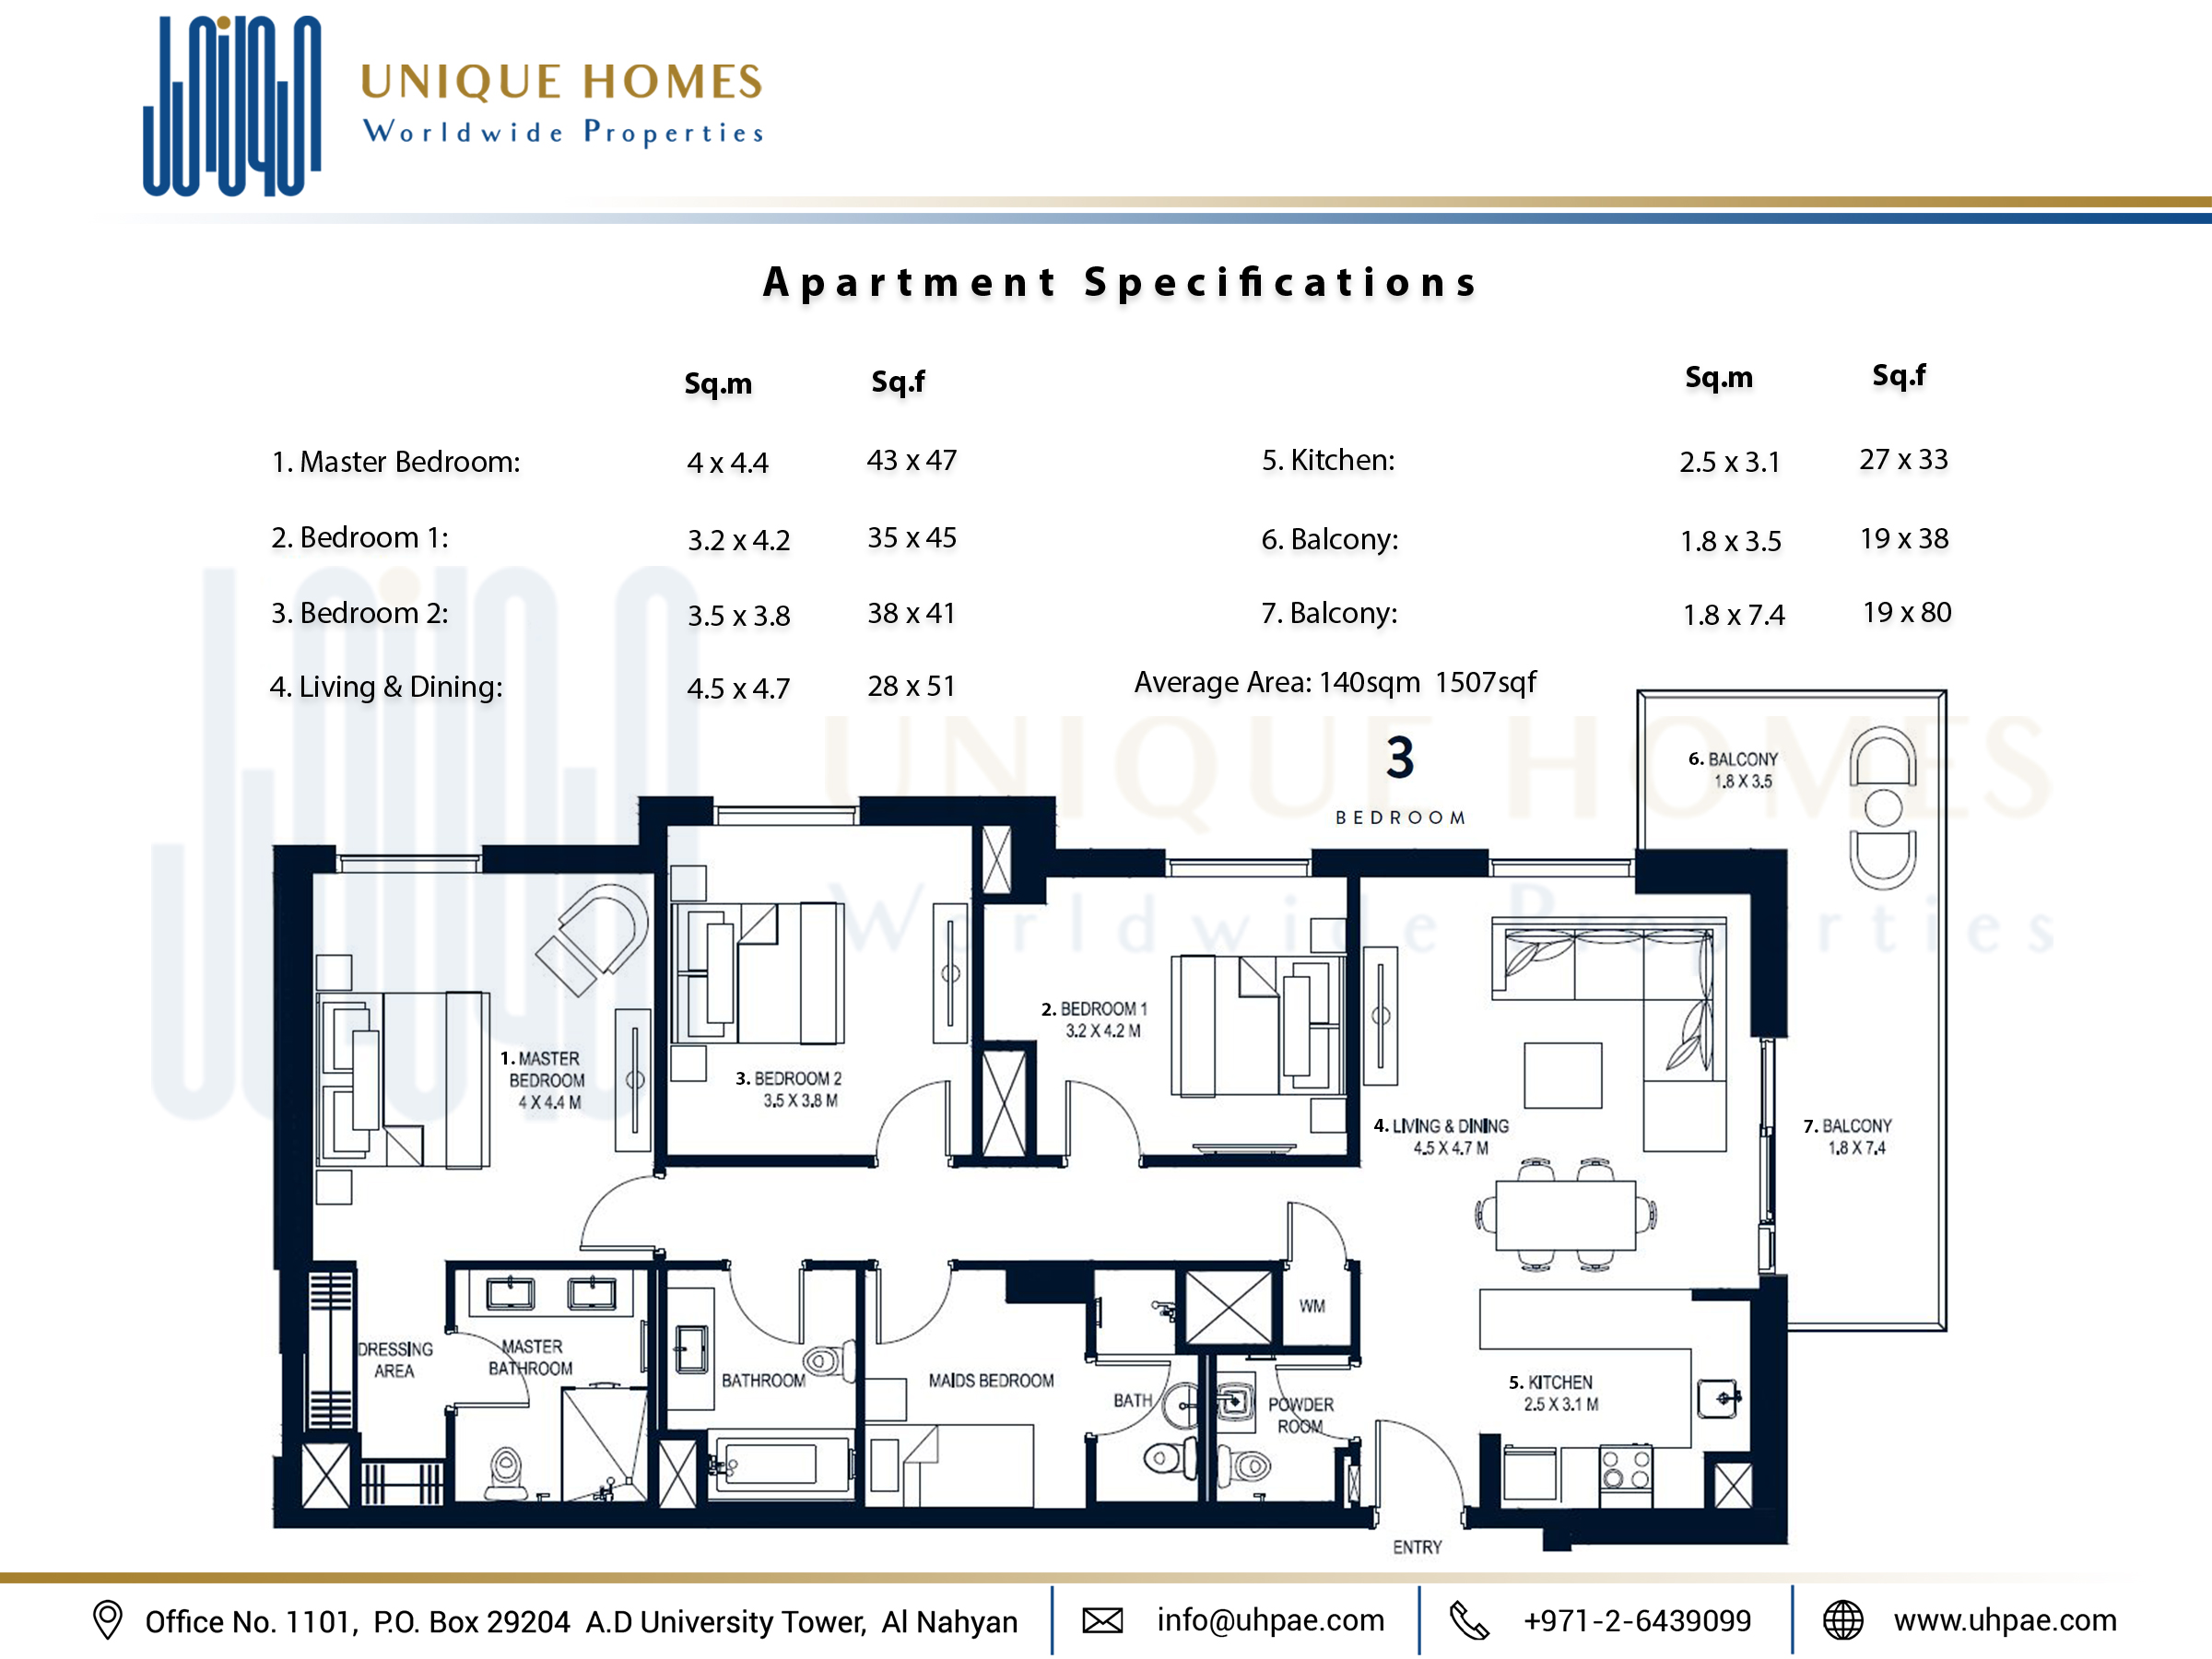 UNIQUE HOMES
Worldwide Properties
Apartment Specifications
Sq.m Sq.f
1. Master Bedroom: 4 x 4.4 43 x 47
2. Bedroom 1: 3.2 x 4.2 35 x 45
3. Bedroom 2: 3.5 x 3.8 38 x 41
4. Living & Dining: 4.5 x 4.7 28 x 51
Sq.m Sq.f
5. Kitchen: 2.5 x 3.1 27 x 33
6. Balcony: 1.8 x 3.5 19 x 38
7. Balcony: 1.8 x 7.4 19 x 80
Average Area: 140sqm 1507sqf
3
BEDROOM
UNIQUE HOMES
Worldwide Properties
6. BALCONY
1.8 X 3.5
1. MASTER
BEDROOM
4 X 4.4 M
3. BEDROOM 2
3.5 X 3.8 M
2. BEDROOM 1
3.2 X 4.2 M
4. LIVING & DINING
4.5 X 4.7 M
7. BALCONY
1.8 X 7.4
DRESSING
AREA
MASTER
BATHROOM
BATHROOM
MAIDS BEDROOM
BATH
WM
POWDER
ROOM
5. KITCHEN
2.5 X 3.1 M
ENTRY
Office No. 1101, P.O. Box 29204 A.D University Tower, Al Nahyan
info@uhpae.com
+971-2-6439099
www.uhpae.com